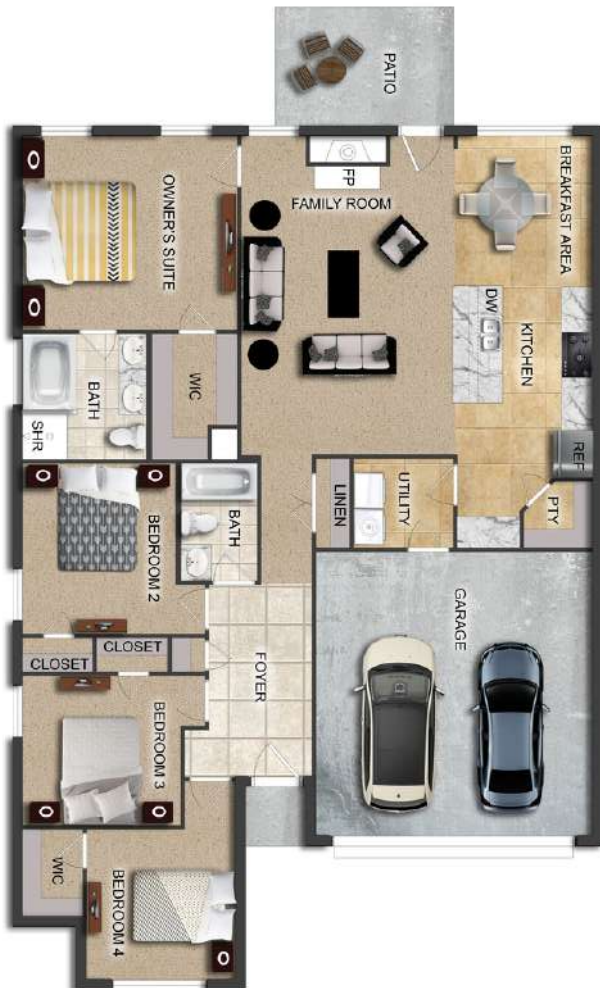 PATIO
BREAKFAST AREA
OWNER'S SUITE
FP
FAMILY ROOM
DW
KITCHEN
BATH
WIC
SHR
REF
BEDROOM 2
BATH
LINEN
UTILITY
PTY
CLOSET
CLOSET
FOYER
GARAGE
BEDROOM 3
WIC
BEDROOM 4